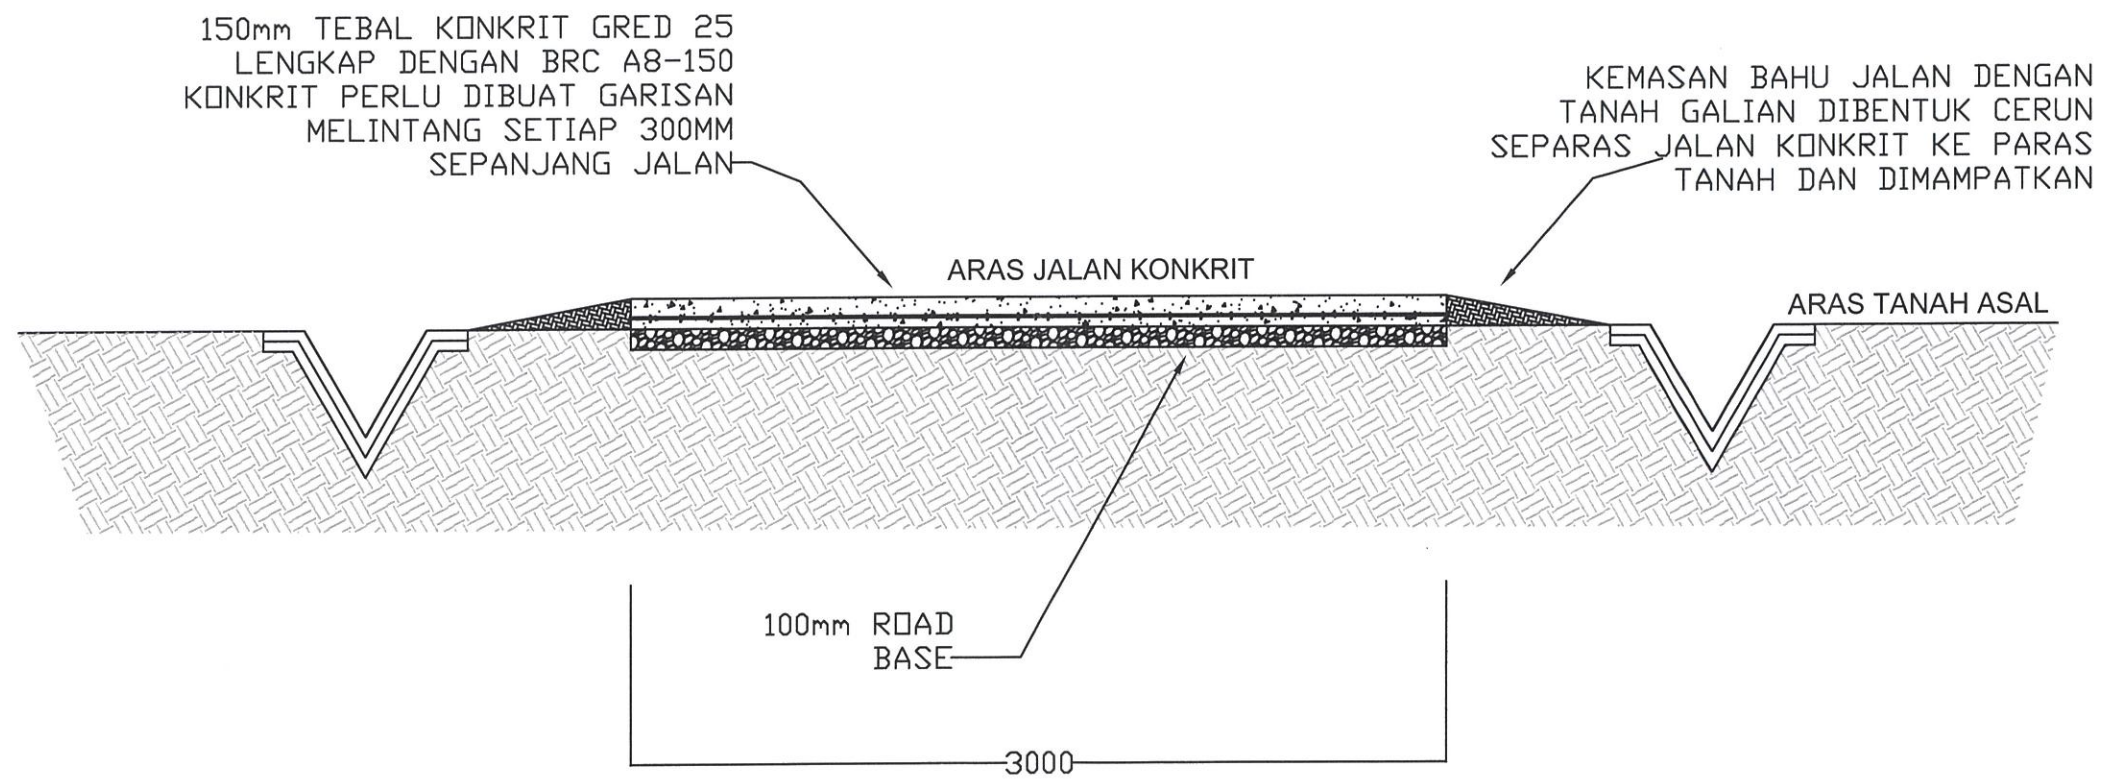 150mm TEBAL KONKRIT GRED 25
LENGKAP DENGAN BRC A8-150
KONKRIT PERLU DIBUAT GARISAN
MELINTANG SETIAP 300MM
SEPANJANG JALAN
KEMASAN BAHU JALAN DENGAN
TANAH GALIAN DIBENTUK CERUN
SEPARAS JALAN KONKRIT KE PARAS
TANAH DAN DIMAMPATKAN
ARAS JALAN KONKRIT
ARAS TANAH ASAL
100mm ROAD
BASE
3000